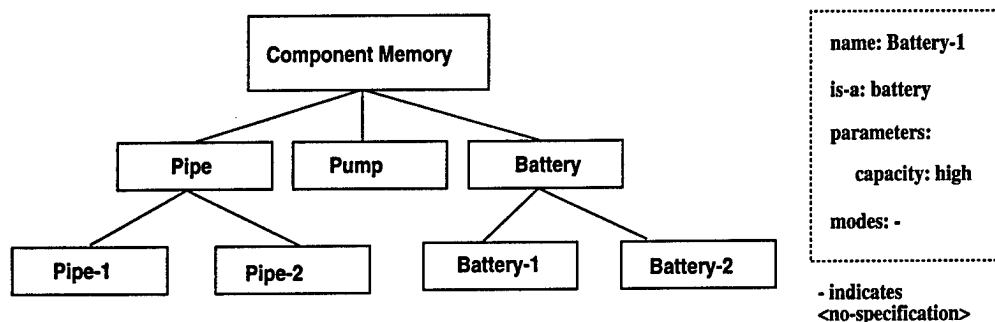 Component Memory
Pipe
Pump
Battery
Pipe-1
Pipe-2
Battery-1
Battery-2
name: Battery-1
is-a: battery
parameters:
capacity: high
modes: -
- indicates
<no-specification>